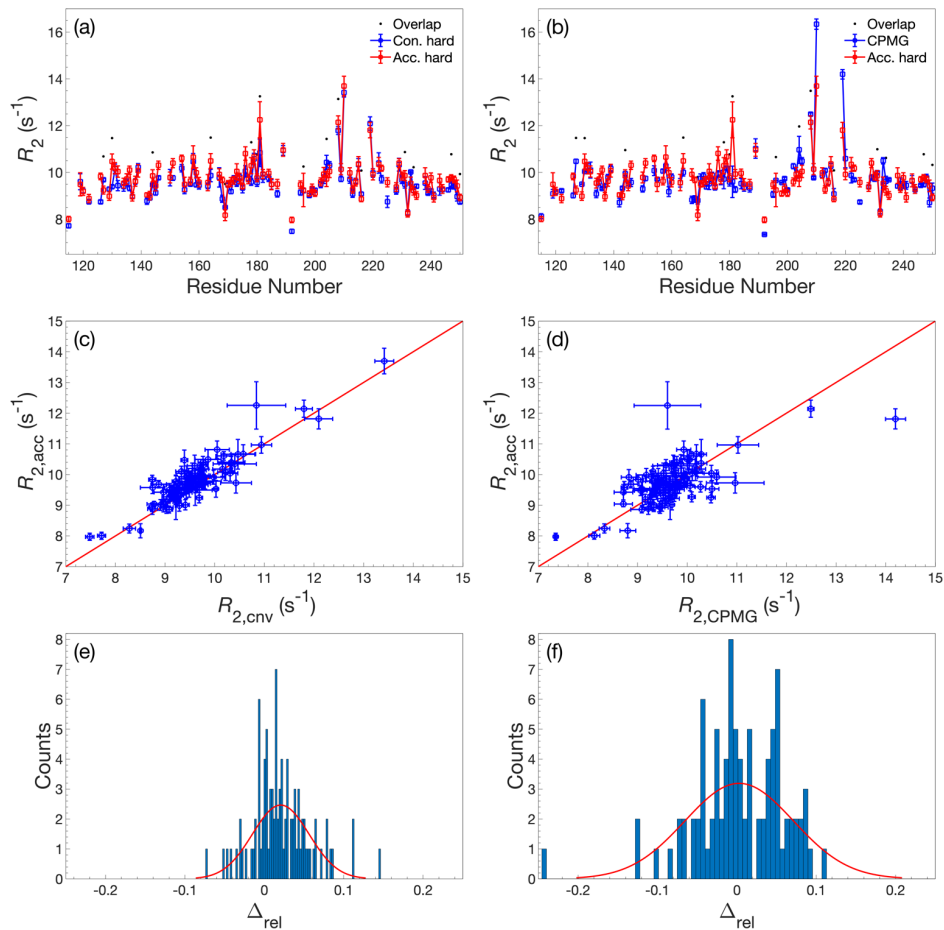 (a)
Overlap
Con. hard
Acc. hard
16
14
12
10
8
R2 (s-1)
120 140 160 180 200 220 240
Residue Number
(b)
Overlap
CPMG
Acc. hard
16
14
12
10
8
R2 (s-1)
120 140 160 180 200 220 240
Residue Number
(c)
15
14
13
12
11
10
9
8
7
R2,acc (s-1)
7 8 9 10 11 12 13 14 15
R2,cnv (s-1)
(d)
15
14
13
12
11
10
9
8
7
R2,acc (s-1)
7 8 9 10 11 12 13 14 15
R2,CPMG (s-1)
(e)
8
7
6
5
4
3
2
1
0
Counts
-0.2 -0.1 0 0.1 0.2
Δrel
(f)
8
7
6
5
4
3
2
1
0
Counts
-0.2 -0.1 0 0.1 0.2
Δrel